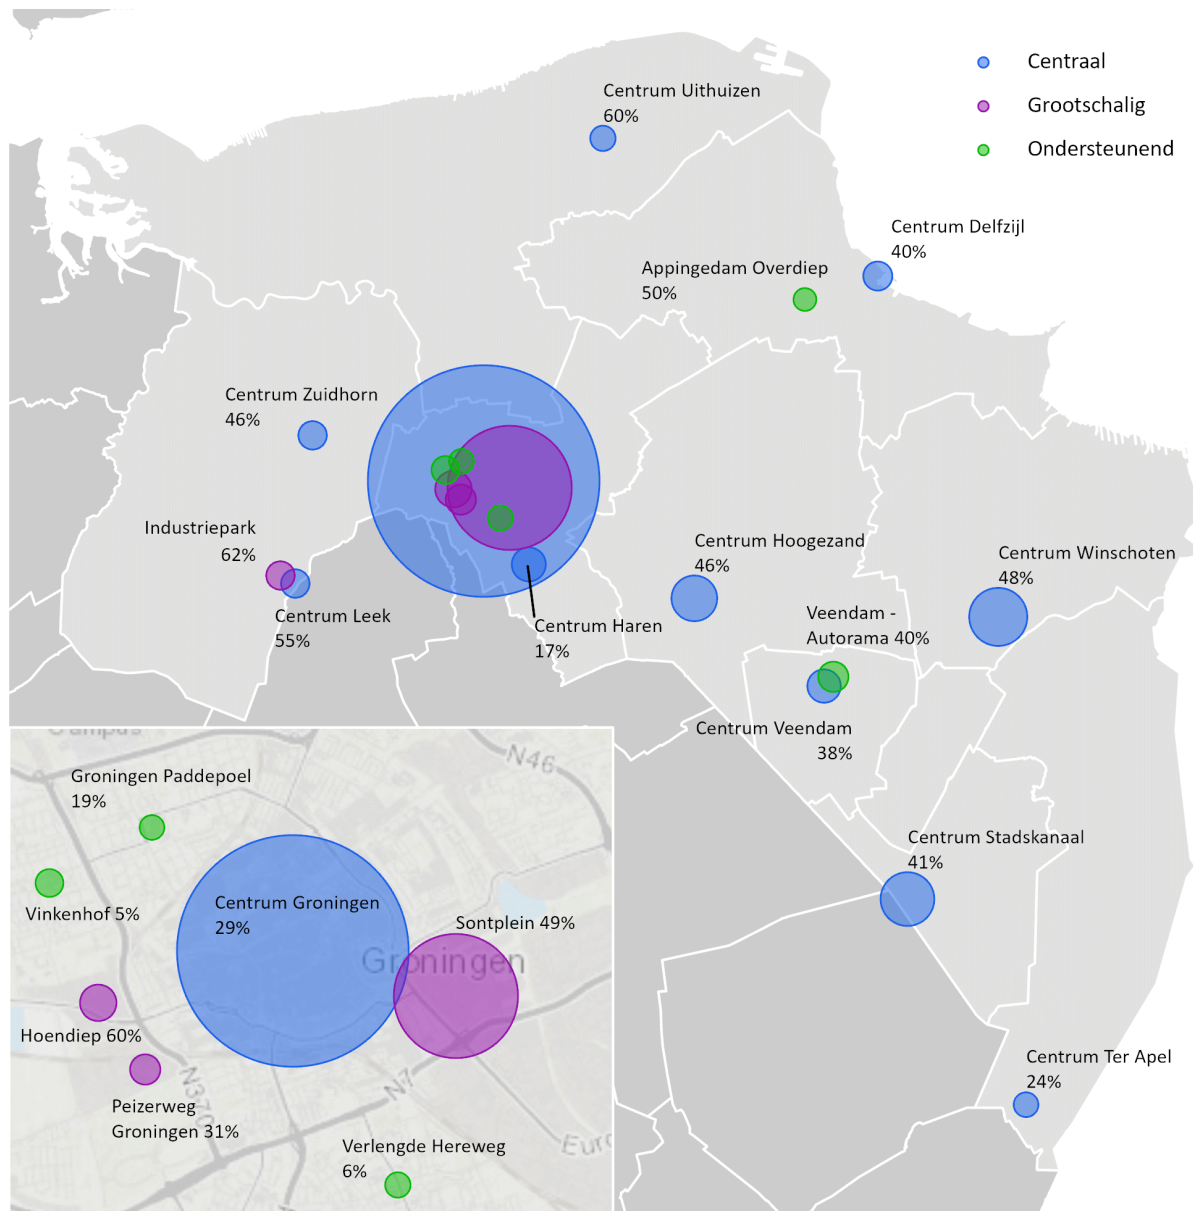 Centrum Uithuizen
60%
Centraal
Grootschalig
Ondersteunend
Centrum Delfzijl
40%
Appingedam Overdiep
50%
Centrum Zuidhorn
46%
Industriepark
62%
Centrum Leek
55%
Centrum Haren
17%
Centrum Hoogezand
46%
Centrum Winschoten
48%
Veendam -
Autorama 40%
Centrum Veendam
38%
Centrum Stadskanaal
41%
Centrum Ter Apel
24%
N46
Groningen Paddepoel
19%
Vinkenhof 5%
Centrum Groningen
29%
Sontplein 49%
Groningen
Hoendiep 60%
Peizerweg
Groningen 31%
N370
N7
Verlengde Hereweg
6%